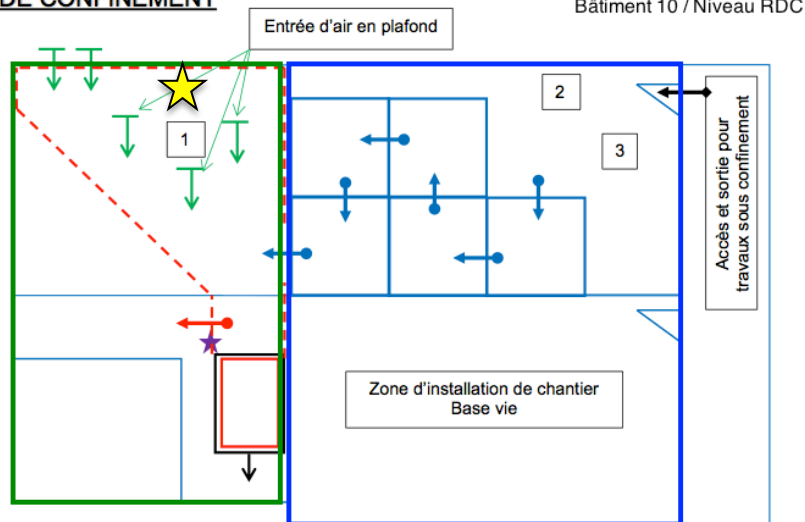 DE CONFINEMENT
Bâtiment 10 / Niveau RDC
Entrée d'air en plafond
1
2
3
Accès et sortie pour
travaux sous confinement
Zone d'installation de chantier
Base vie